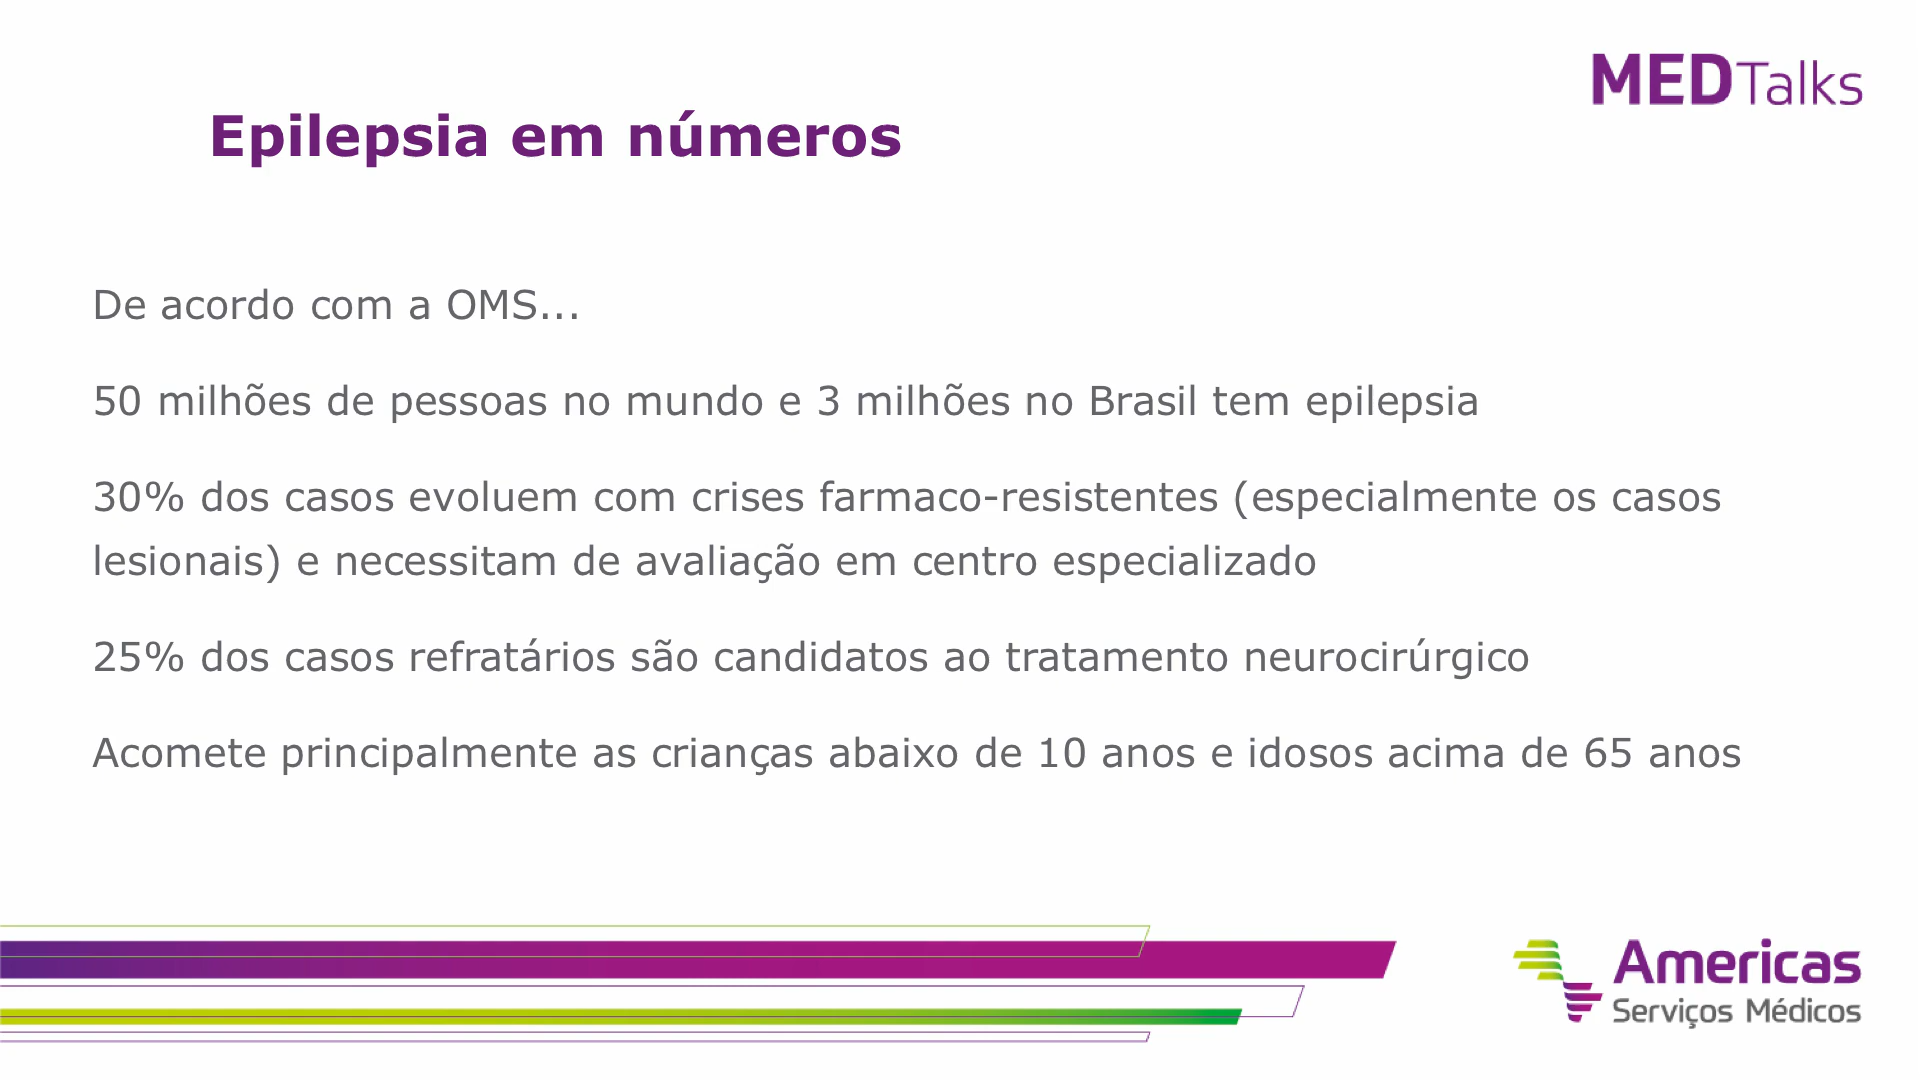 MEDTalks
Epilepsia em números
De acordo com a OMS...
50 milhões de pessoas no mundo e 3 milhões no Brasil tem epilepsia
30% dos casos evoluem com crises farmaco-resistentes (especialmente os casos
lesionais) e necessitam de avaliação em centro especializado
25% dos casos refratários são candidatos ao tratamento neurocirúrgico
Acomete principalmente as crianças abaixo de 10 anos e idosos acima de 65 anos
Americas
Serviços Médicos